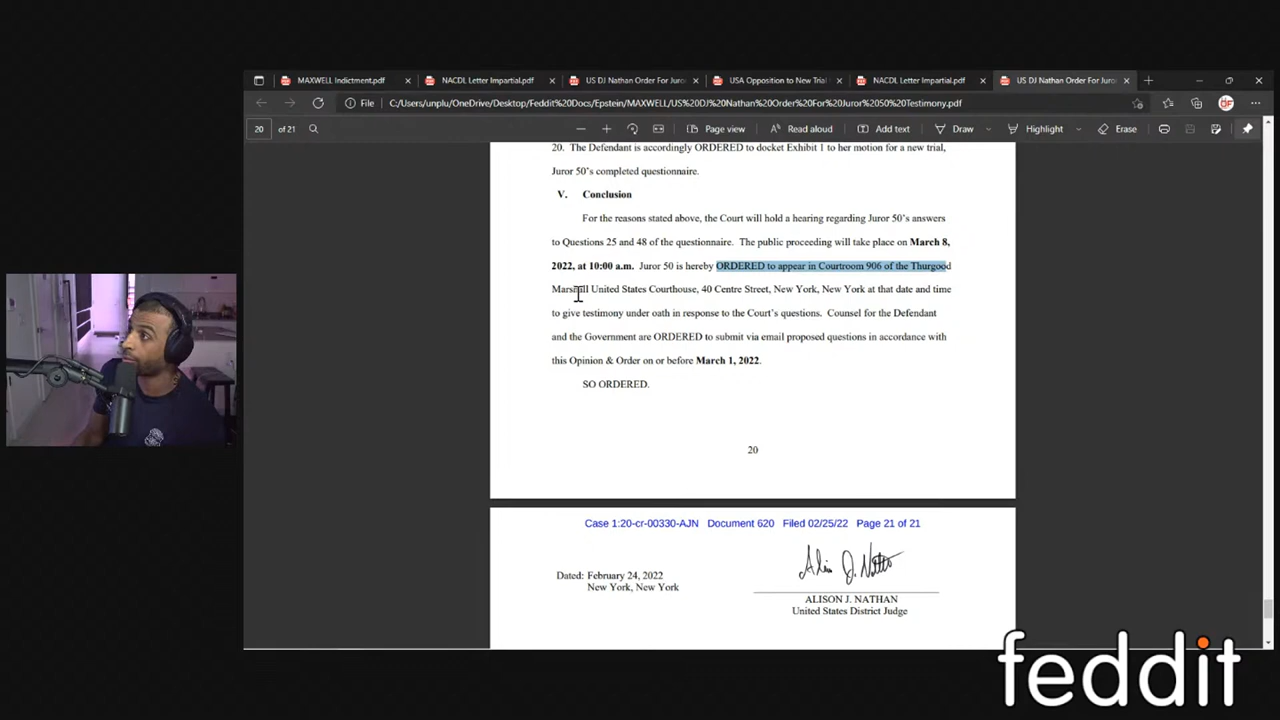 MAXWELL Indictment.pdf
NACDL Letter Impartial.pdf
US DJ Nathan Order For Juror
USA Opposition to New Trial
NACDL Letter Impartial.pdf
US DJ Nathan Order For Juror
File C:/Users/unplu/OneDrive/Desktop/Feddit%20Docs/Epstein/MAXWELL/US%20DJ%20Nathan%20Order%20For%20Juror%2050%20Testimony.pdf
20 of 21 Page view Read aloud Add text Draw Highlight Erase
20. The Defendant is accordingly ORDERED to docket Exhibit 1 to her motion for a new trial,
Juror 50's completed questionnaire.
V. Conclusion
For the reasons stated above, the Court will hold a hearing regarding Juror 50's answers
to Questions 25 and 48 of the questionnaire. The public proceeding will take place on March 8,
2022, at 10:00 a.m. Juror 50 is hereby ORDERED to appear in Courtroom 906 of the Thurgood
Marshall United States Courthouse, 40 Centre Street, New York, New York at that date and time
to give testimony under oath in response to the Court's questions. Counsel for the Defendant
and the Government are ORDERED to submit via email proposed questions in accordance with
this Opinion & Order on or before March 1, 2022.
SO ORDERED.
20
Case 1:20-cr-00330-AJN Document 620 Filed 02/25/22 Page 21 of 21
Dated: February 24, 2022
New York, New York
Alison J. Nathan
ALISON J. NATHAN
United States District Judge
feddit